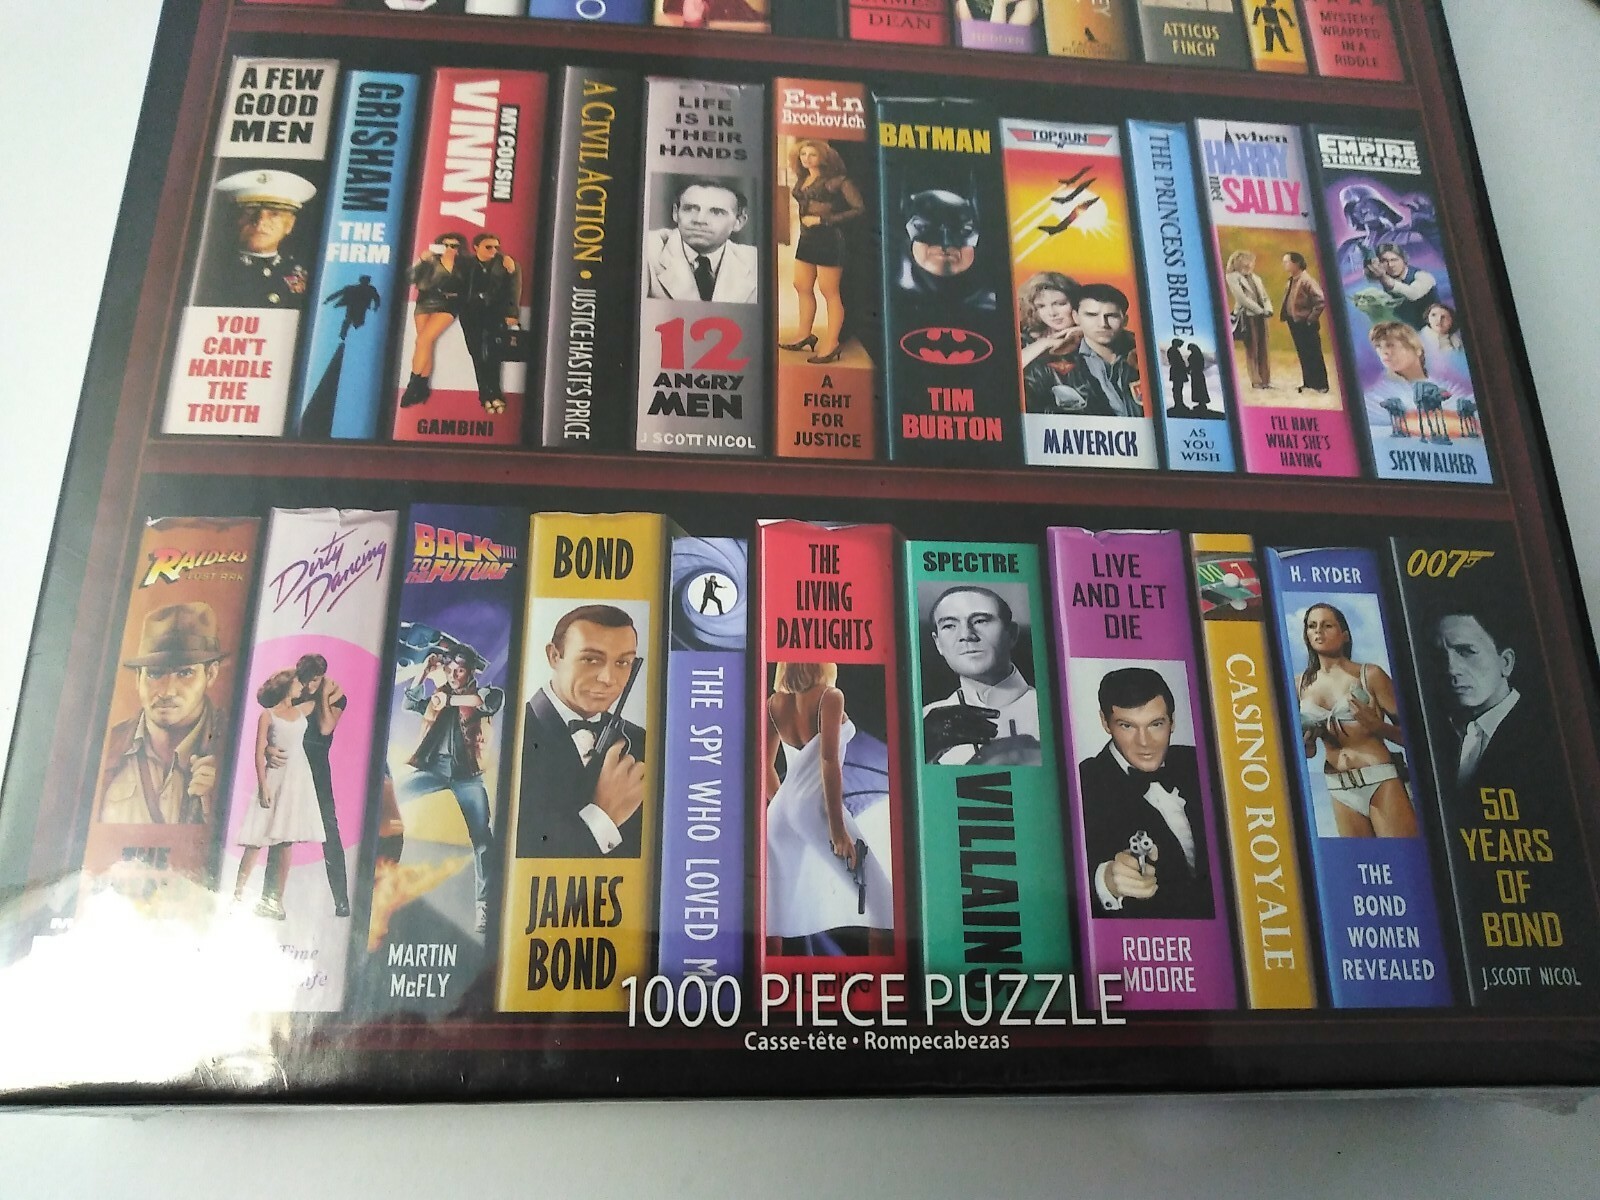 DEAN
ATTICUS
FINCH
MYSTERY
WRAPPED
IN A
RIDDLE
A FEW
GOOD
MEN
YOU
CAN'T
HANDLE
THE
TRUTH
GRISHAM
THE
FIRM
MY COUSIN
VINNY
GAMBINI
A CIVIL ACTION • JUSTICE HAS IT'S PRICE
LIFE
IS IN
THEIR
HANDS
12
ANGRY
MEN
J SCOTT NICOL
Erin
Brockovich
A
FIGHT
FOR
JUSTICE
BATMAN
TIM
BURTON
TOP GUN
MAVERICK
THE PRINCESS BRIDE
AS
YOU
WISH
when
HARRY
met
SALLY
I'LL HAVE
WHAT SHE'S
HAVING
THE
EMPIRE
STRIKES BACK
SKYWALKER
RAIDERS
LOST ARK
THE
Dirty
Dancing
Time
BACK
TO THE FUTURE
MARTIN
McFLY
BOND
JAMES
BOND
THE SPY WHO LOVED M
THE
LIVING
DAYLIGHTS
SPECTRE
VILLAINS
LIVE
AND LET
DIE
ROGER
MOORE
CASINO ROYALE
H. RYDER
THE
BOND
WOMEN
REVEALED
007
50
YEARS
OF
BOND
J.SCOTT NICOL
1000 PIECE PUZZLE
Casse-tête • Rompecabezas